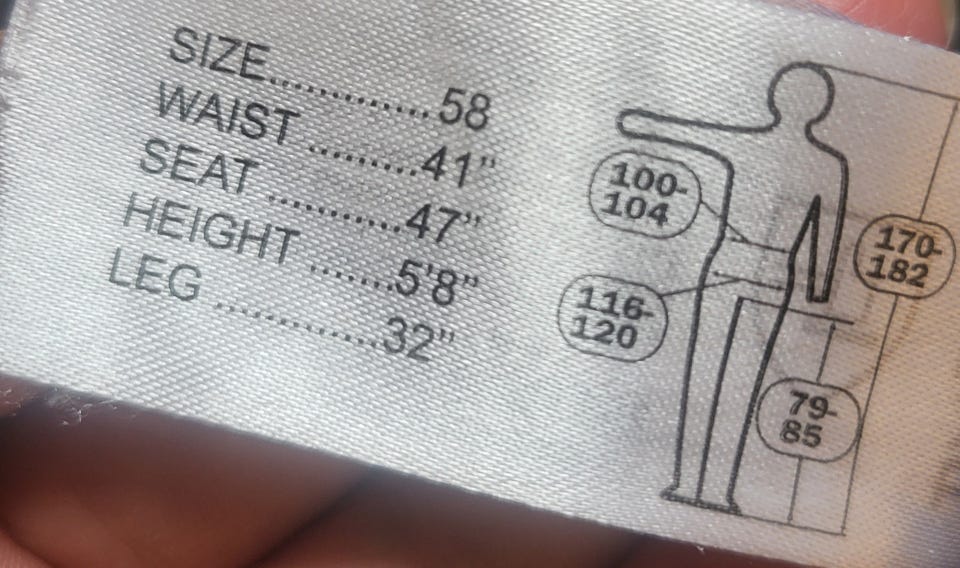 SIZE..............58
WAIST .........41”
SEAT ...........47”
HEIGHT .......5'8”
LEG ..............32”
100-
104
116-
120
170-
182
79-
85